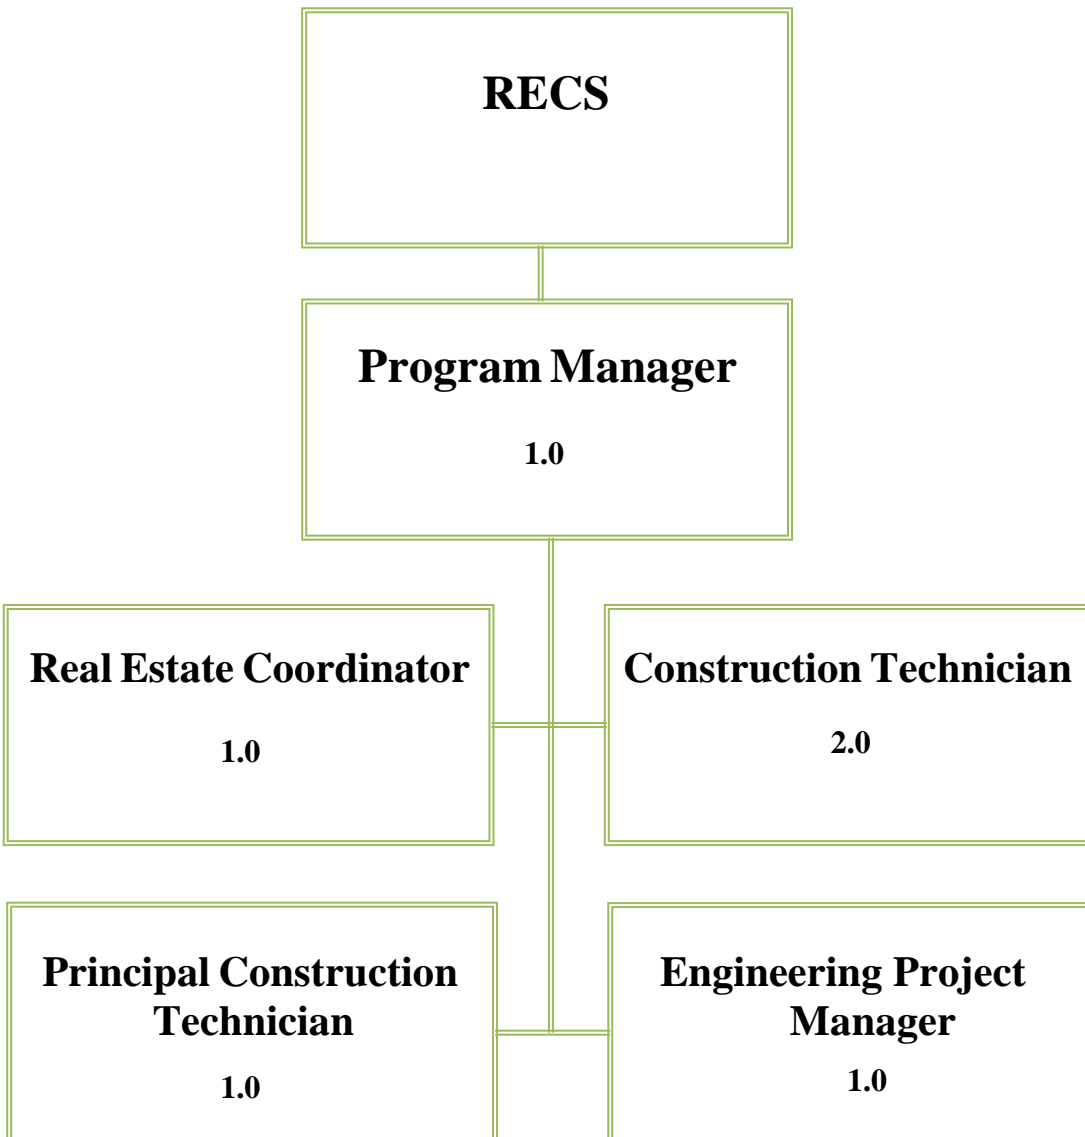 RECS
Program Manager
1.0
Real Estate Coordinator
1.0
Construction Technician
2.0
Principal Construction
Technician
1.0
Engineering Project
Manager
1.0